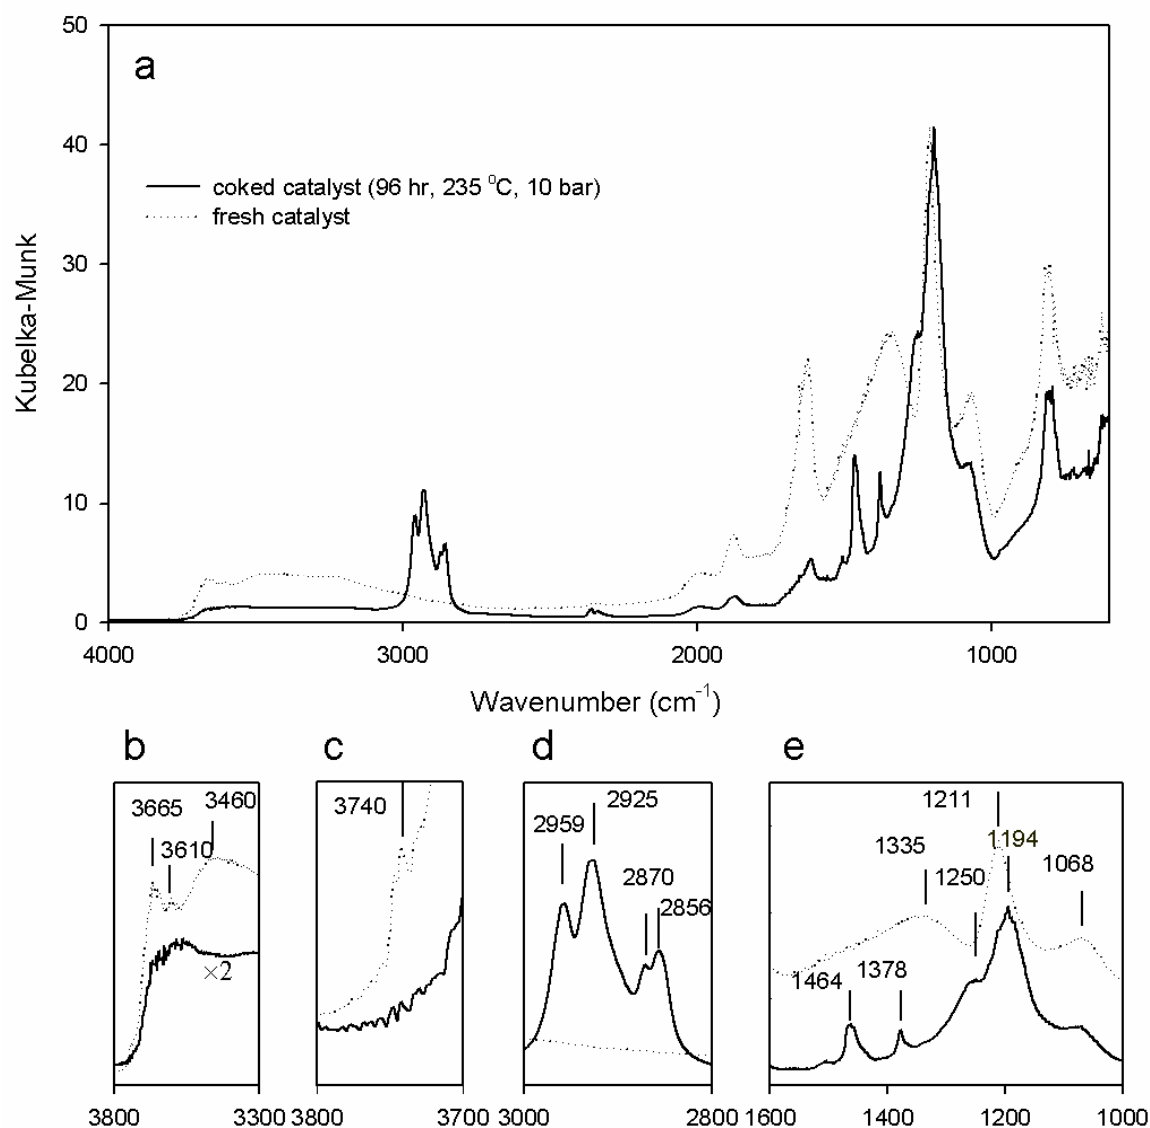 50
a
40
coked catalyst (96 hr, 235 ⁰C, 10 bar)
fresh catalyst
30
Kubelka-Munk
20
10
0
4000 3000 2000 1000
Wavenumber (cm⁻¹)
b c d e
3665 3460
3610
×2
3800 3300
3740
3800 3700
2925
2959
2870
2856
3000 2800
1211
1335 1194
1250 1068
1464 1378
1600 1400 1200 1000